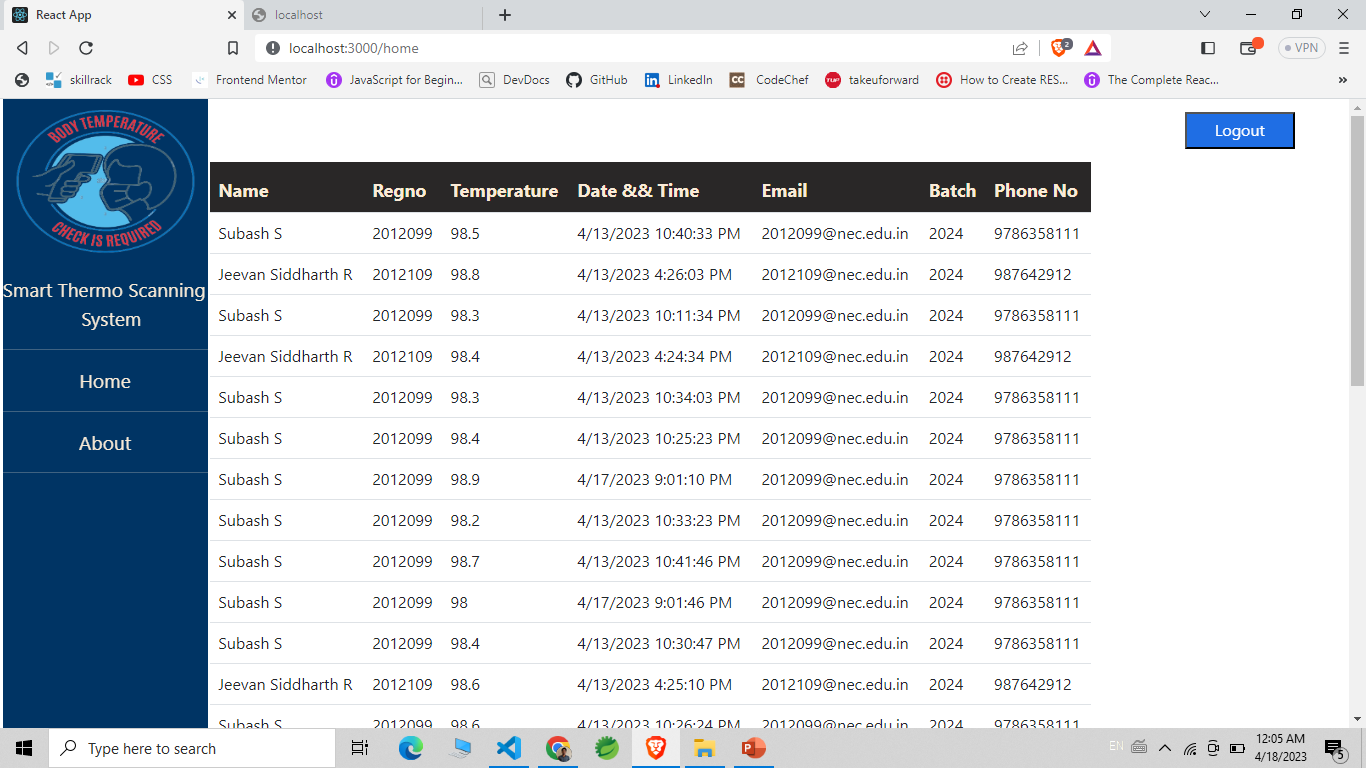 React App
localhost
localhost:3000/home
2
VPN
skillrack CSS Frontend Mentor JavaScript for Begin... DevDocs GitHub LinkedIn CC CodeChef TUF takeuforward How to Create RES... The Complete Reac... »
BODY TEMPERATURE
CHECK IS REQUIRED
Smart Thermo Scanning
System
Home
About
Logout
Name Regno Temperature Date && Time Email Batch Phone No
Subash S 2012099 98.5 4/13/2023 10:40:33 PM 2012099@nec.edu.in 2024 9786358111
Jeevan Siddharth R 2012109 98.8 4/13/2023 4:26:03 PM 2012109@nec.edu.in 2024 987642912
Subash S 2012099 98.3 4/13/2023 10:11:34 PM 2012099@nec.edu.in 2024 9786358111
Jeevan Siddharth R 2012109 98.4 4/13/2023 4:24:34 PM 2012109@nec.edu.in 2024 987642912
Subash S 2012099 98.3 4/13/2023 10:34:03 PM 2012099@nec.edu.in 2024 9786358111
Subash S 2012099 98.4 4/13/2023 10:25:23 PM 2012099@nec.edu.in 2024 9786358111
Subash S 2012099 98.9 4/17/2023 9:01:10 PM 2012099@nec.edu.in 2024 9786358111
Subash S 2012099 98.2 4/13/2023 10:33:23 PM 2012099@nec.edu.in 2024 9786358111
Subash S 2012099 98.7 4/13/2023 10:41:46 PM 2012099@nec.edu.in 2024 9786358111
Subash S 2012099 98 4/17/2023 9:01:46 PM 2012099@nec.edu.in 2024 9786358111
Subash S 2012099 98.4 4/13/2023 10:30:47 PM 2012099@nec.edu.in 2024 9786358111
Jeevan Siddharth R 2012109 98.6 4/13/2023 4:25:10 PM 2012109@nec.edu.in 2024 987642912
Subash S 2012099 98.6 4/13/2023 10:26:24 PM 2012099@nec.edu.in 2024 9786358111
Type here to search
EN
12:05 AM
4/18/2023
5